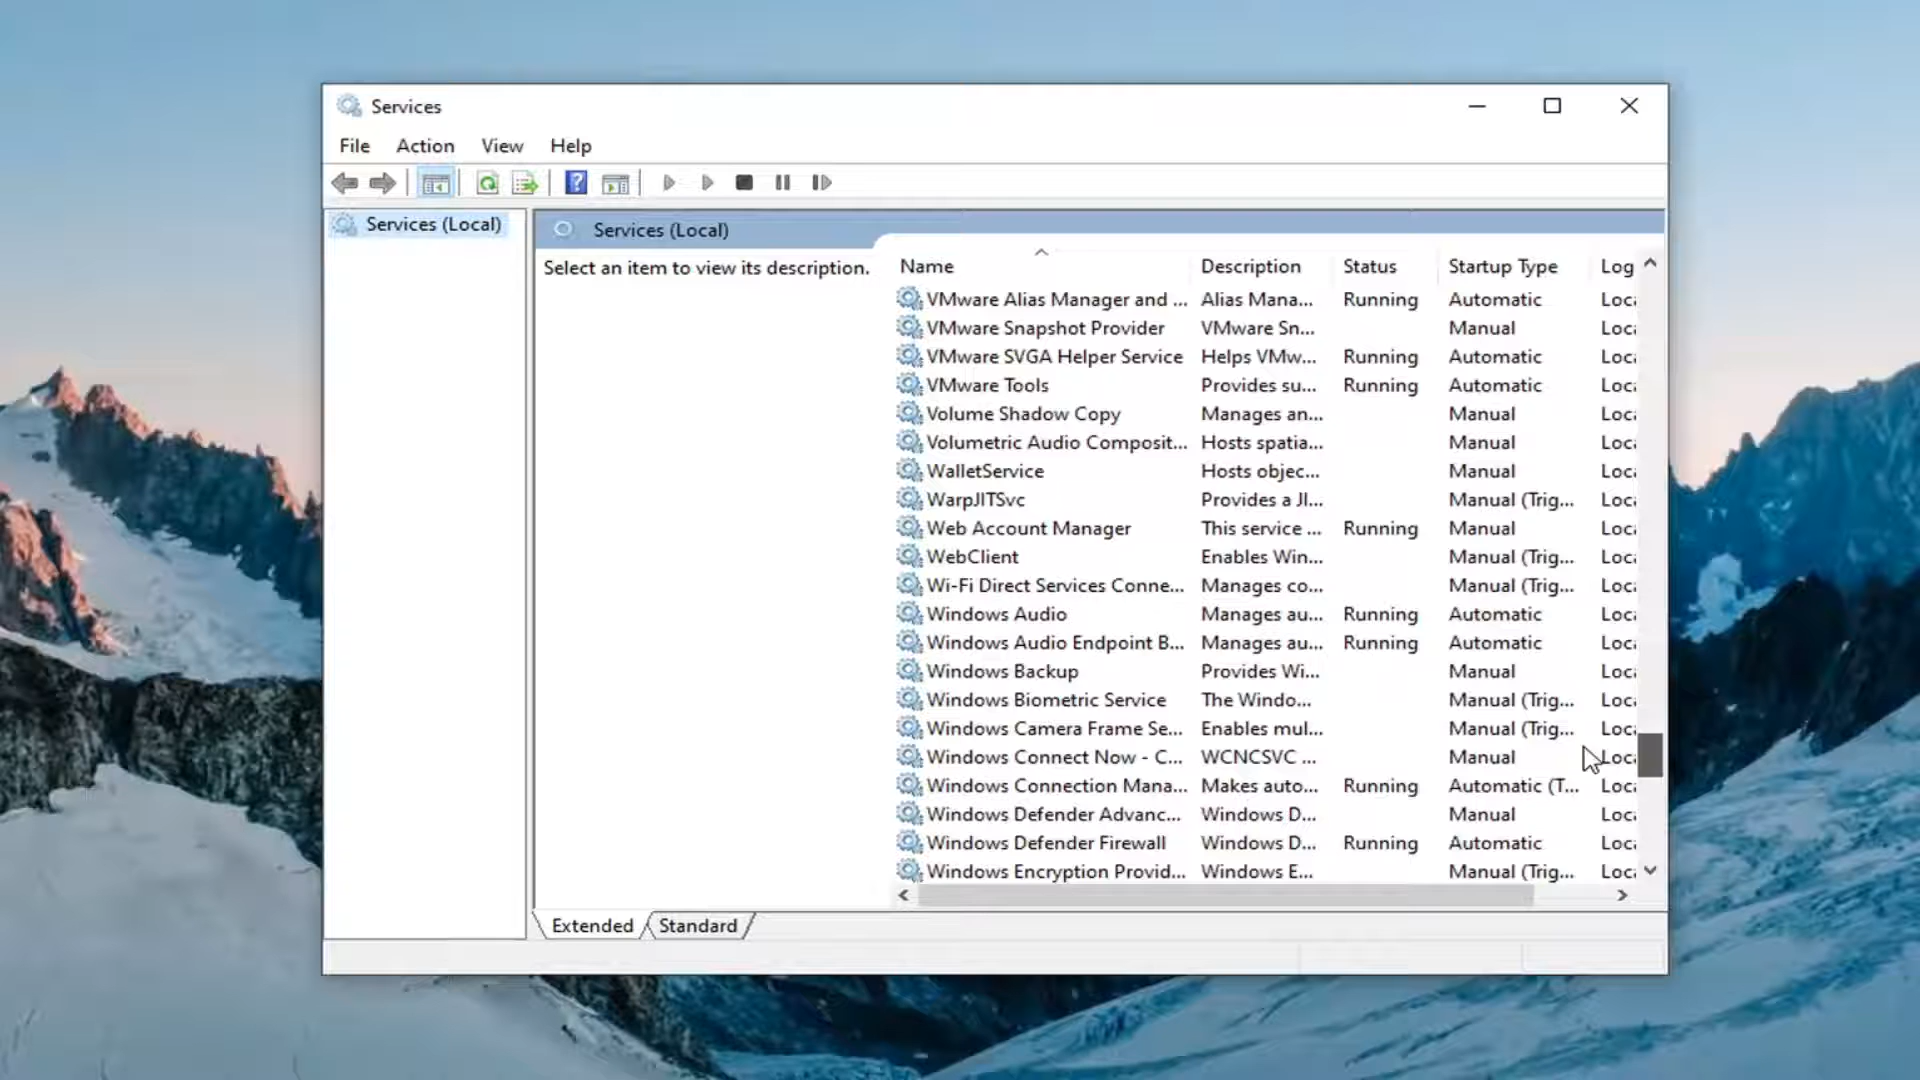 Services
File Action View Help
Services (Local)
Services (Local)
Select an item to view its description.
Name Description Status Startup Type Log
VMware Alias Manager and ... Alias Mana... Running Automatic Loc
VMware Snapshot Provider VMware Sn... Manual Loc
VMware SVGA Helper Service Helps VMw... Running Automatic Loc
VMware Tools Provides su... Running Automatic Loc
Volume Shadow Copy Manages an... Manual Loc
Volumetric Audio Composit... Hosts spatia... Manual Loc
WalletService Hosts objec... Manual Loc
WarpJITSvc Provides a JI... Manual (Trig... Loc
Web Account Manager This service ... Running Manual Loc
WebClient Enables Win... Manual (Trig... Loc
Wi-Fi Direct Services Conne... Manages co... Manual (Trig... Loc
Windows Audio Manages au... Running Automatic Loc
Windows Audio Endpoint B... Manages au... Running Automatic Loc
Windows Backup Provides Wi... Manual Loc
Windows Biometric Service The Windo... Manual (Trig... Loc
Windows Camera Frame Se... Enables mul... Manual (Trig... Loc
Windows Connect Now - C... WCNCSVC ... Manual Loc
Windows Connection Mana... Makes auto... Running Automatic (T... Loc
Windows Defender Advanc... Windows D... Manual Loc
Windows Defender Firewall Windows D... Running Automatic Loc
Windows Encryption Provid... Windows E... Manual (Trig... Loc
Extended Standard